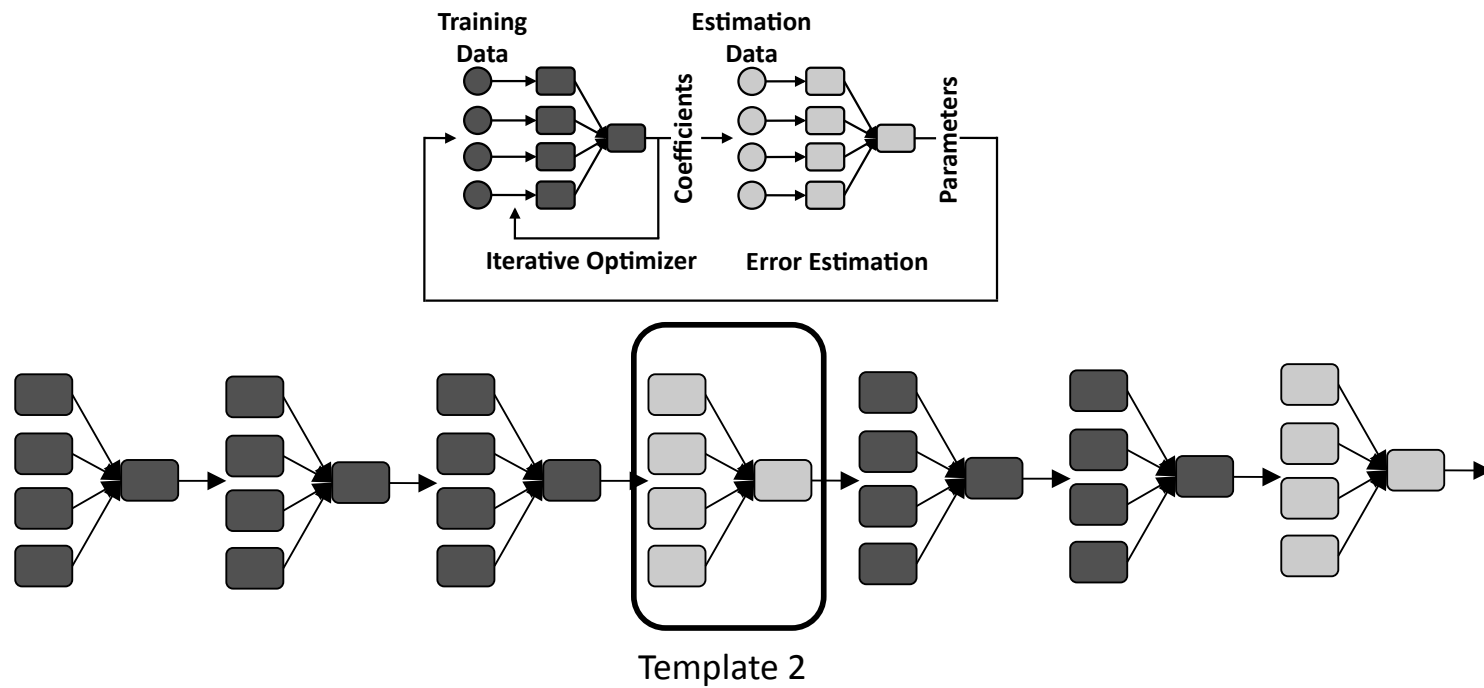 Training
Data
Estimation
Data
Coefficients
Parameters
Iterative Optimizer
Error Estimation
Template 2